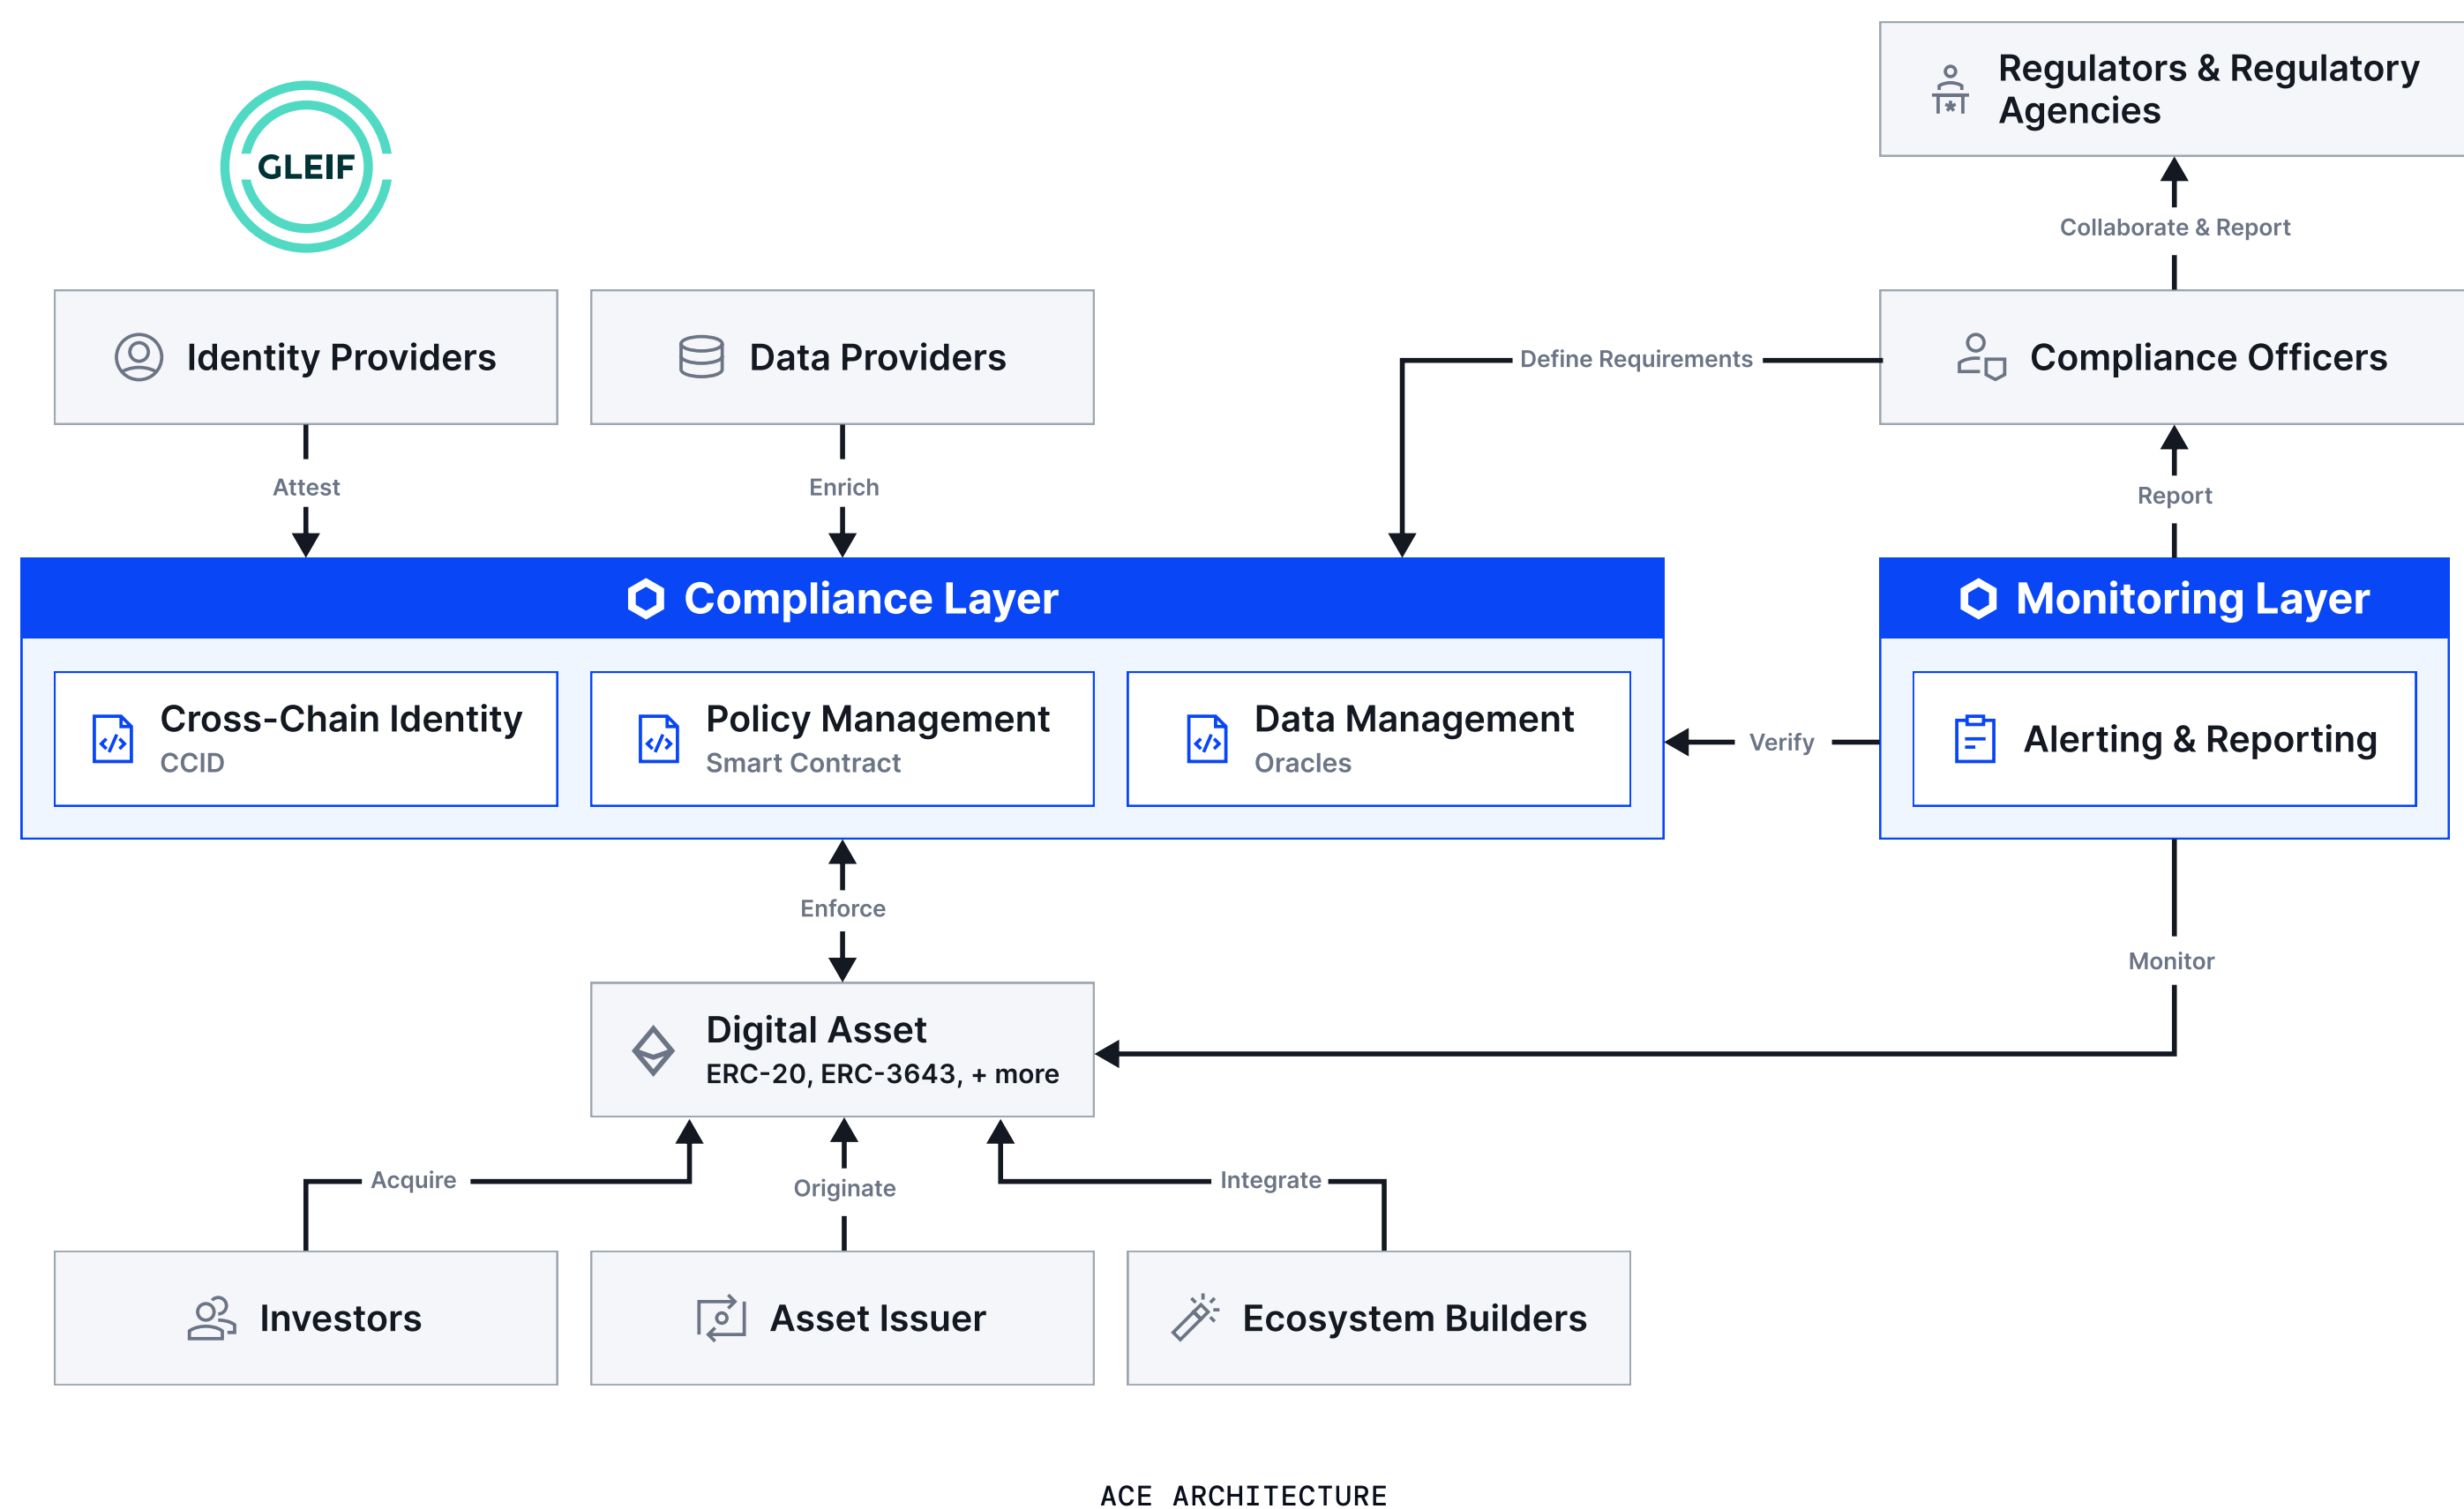 Regulators & Regulatory
Agencies
GLEIF
Collaborate & Report
Identity Providers
Data Providers
Define Requirements
Compliance Officers
Attest
Enrich
Report
Compliance Layer
Monitoring Layer
Cross-Chain Identity
CCID
Policy Management
Smart Contract
Data Management
Oracles
Verify
Alerting & Reporting
Enforce
Monitor
Digital Asset
ERC-20, ERC-3643, + more
Acquire
Originate
Integrate
Investors
Asset Issuer
Ecosystem Builders
ACE ARCHITECTURE